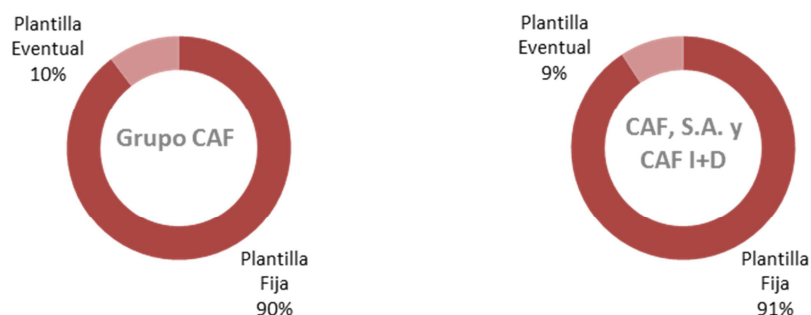 Plantilla
Eventual
10%
Grupo CAF
Plantilla
Fija
90%
Plantilla
Eventual
9%
CAF, S.A. y
CAF I+D
Plantilla
Fija
91%